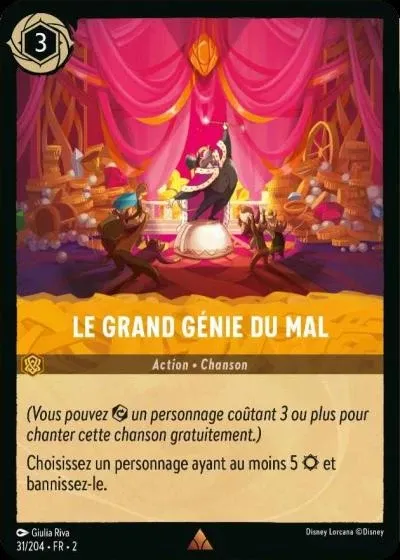 3
LE GRAND GÉNIE DU MAL
Action • Chanson
(Vous pouvez un personnage coûtant 3 ou plus pour
chanter cette chanson gratuitement.)
Choisissez un personnage ayant au moins 5 et
bannissez-le.
Giulia Riva
31/204 • FR • 2
Disney Lorcana ©Disney